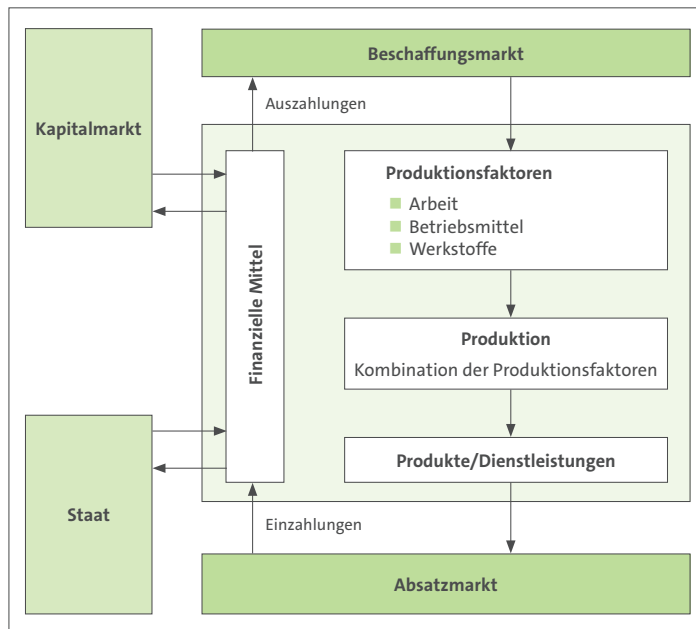 Beschaffungsmarkt
Auszahlungen
Kapitalmarkt
Produktionsfaktoren
Arbeit
Betriebsmittel
Werkstoffe
Finanzielle Mittel
Produktion
Kombination der Produktionsfaktoren
Produkte/Dienstleistungen
Staat
Einzahlungen
Absatzmarkt